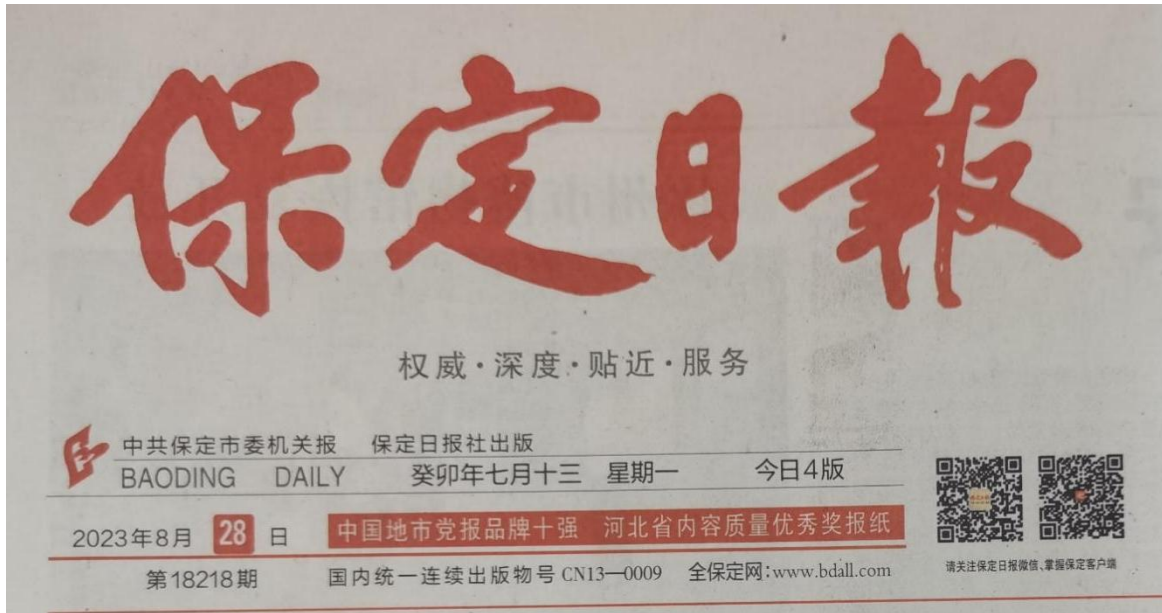 保定日報
权威·深度·贴近·服务
中共保定市委机关报 保定日报社出版
BAODING DAILY 癸卯年七月十三 星期一 今日4版
2023年8月28日 中国地市党报品牌十强 河北省内容质量优秀奖报纸
第18218期 国内统一连续出版物号 CN13—0009 全保定网:www.bdall.com
请关注保定日报微信、掌握保定客户端